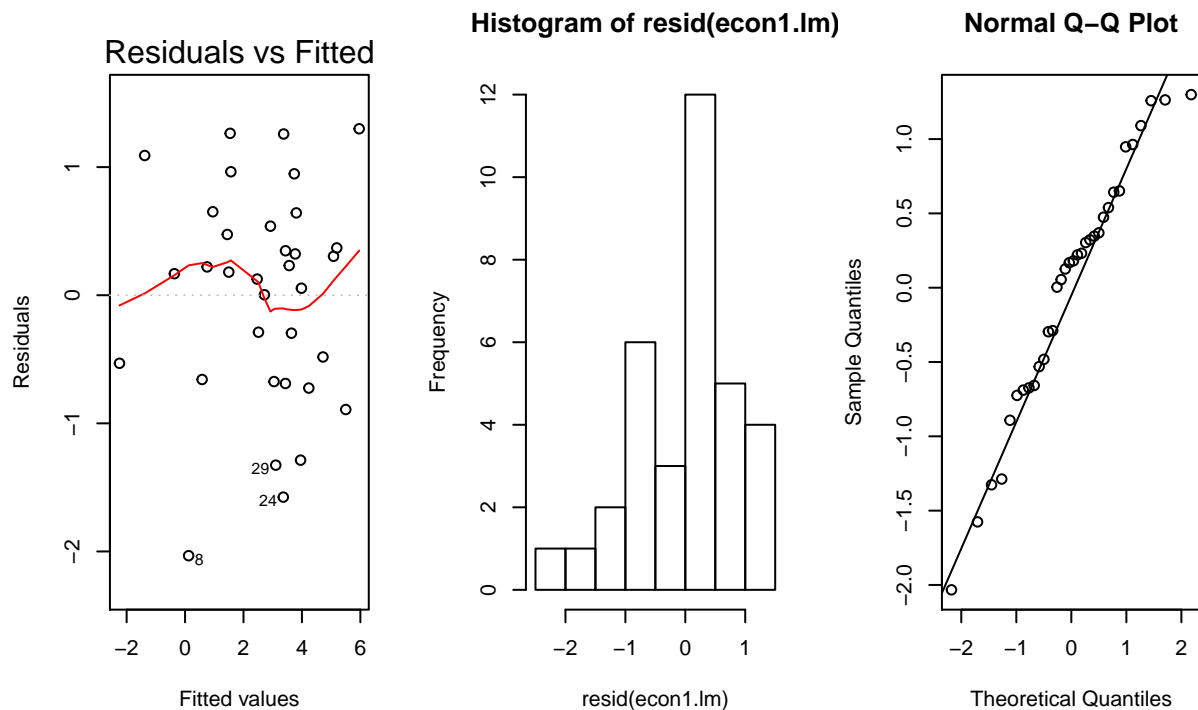 Residuals vs Fitted
1
0
−1
−2
Residuals
29
24
8
−2 0 2 4 6
Fitted values
Histogram of resid(econ1.lm)
12
10
8
6
4
2
0
Frequency
−2 −1 0 1
resid(econ1.lm)
Normal Q−Q Plot
1.0
0.5
0.0
−0.5
−1.0
−1.5
−2.0
Sample Quantiles
−2 −1 0 1 2
Theoretical Quantiles